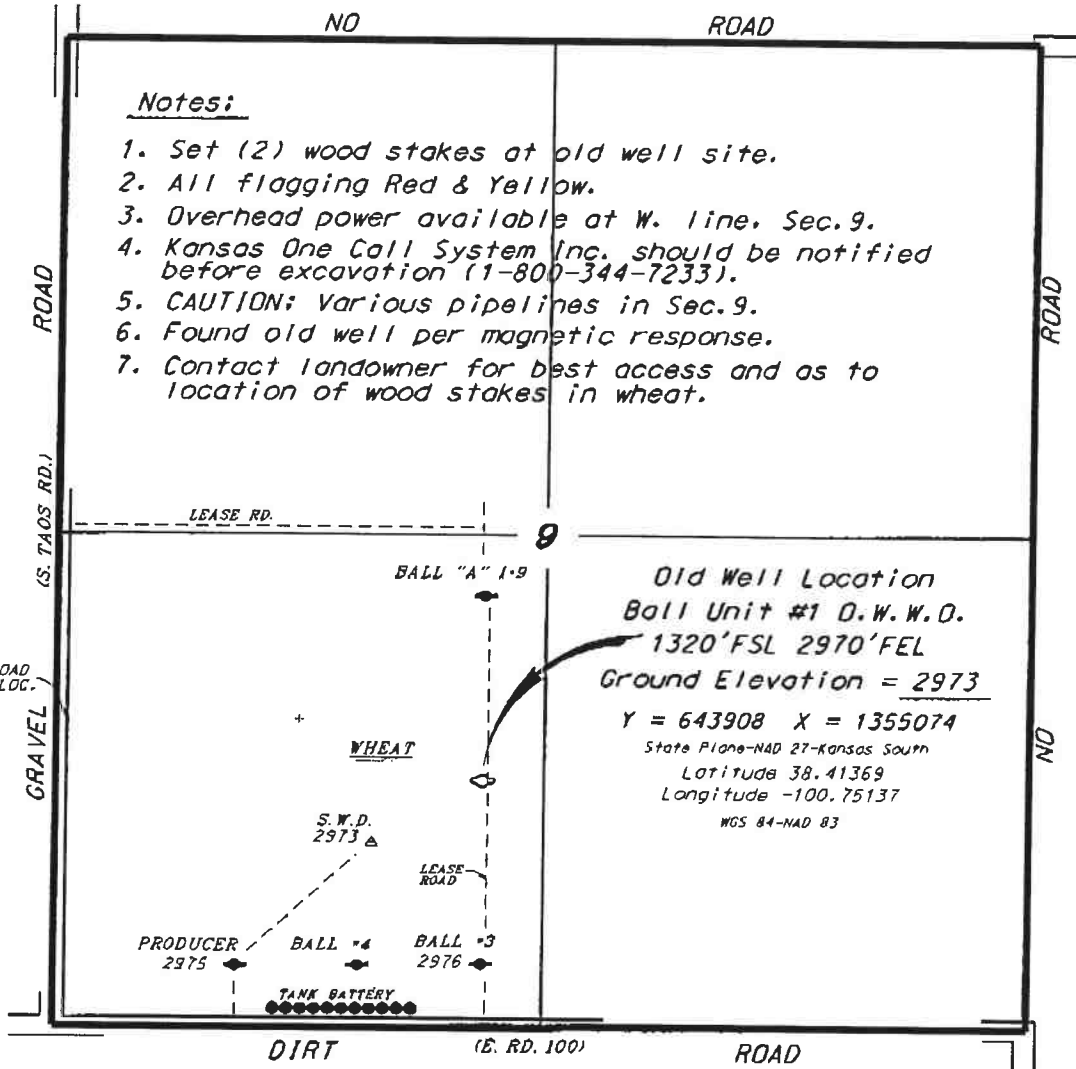 NO ROAD
Notes:
1. Set (2) wood stakes at old well site.
2. All flagging Red & Yellow.
3. Overhead power available at W. line, Sec.9.
4. Kansas One Call System Inc. should be notified
before excavation (1-800-344-7233).
5. CAUTION: Various pipelines in Sec.9.
6. Found old well per magnetic response.
7. Contact landowner for best access and as to
location of wood stakes in wheat.
ROAD
ROAD
(S. TAOS RD.)
LEASE RD.
9
BALL "A" 1-9
Old Well Location
Ball Unit #1 O.W.W.O.
1320'FSL 2970'FEL
Ground Elevation = 2973
Y = 643908 X = 1355074
State Plane-NAD 27-Kansas South
Latitude 38.41369
Longitude -100.75137
WGS 84-NAD 83
OAD
LOC.
GRAVEL
NO
WHEAT
S.W.D.
2973
LEASE
ROAD
PRODUCER
2975
BALL #4
BALL #3
2976
TANK BATTERY
DIRT (E. RD. 100) ROAD